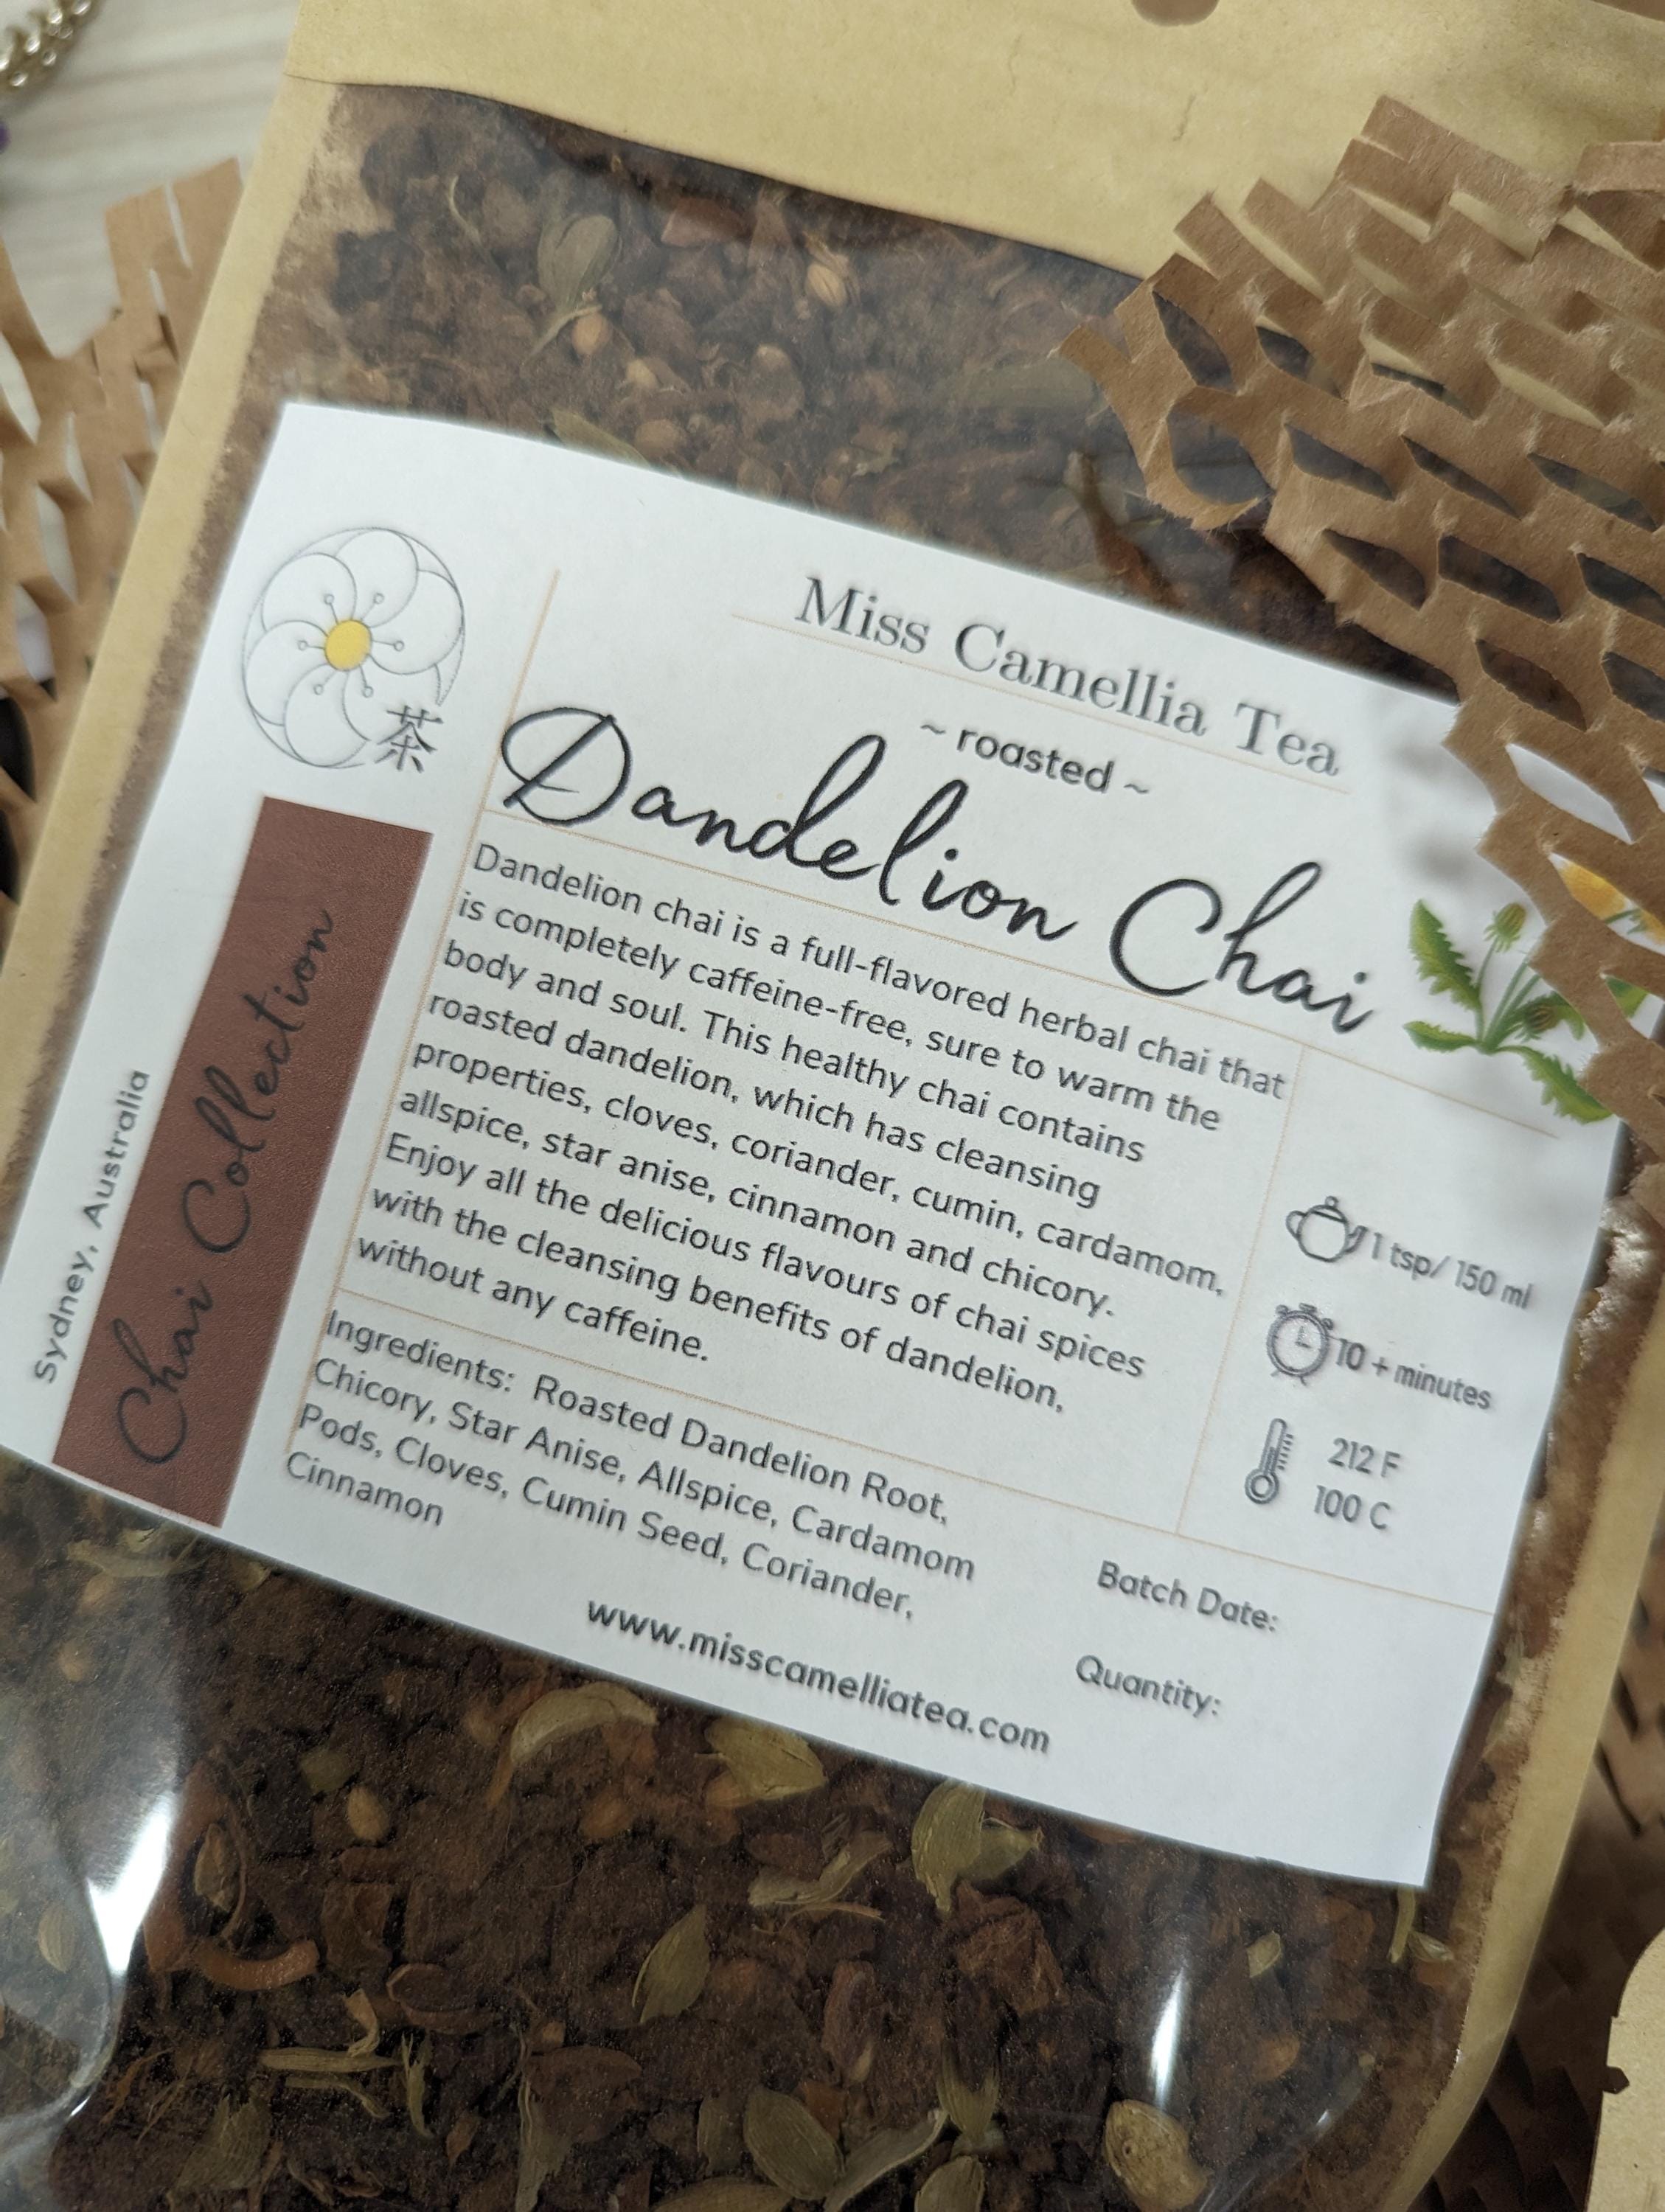 茶
Miss Camellia Tea
~ roasted ~
Dandelion Chai
Sydney, Australia
Chai Collection
Dandelion chai is a full-flavored herbal chai that
is completely caffeine-free, sure to warm the
body and soul. This healthy chai contains
roasted dandelion, which has cleansing
properties, cloves, coriander, cumin, cardamom,
allspice, star anise, cinnamon and chicory.
Enjoy all the delicious flavours of chai spices
with the cleansing benefits of dandelion,
without any caffeine.
1 tsp/ 150 ml
10 + minutes
212 F
100 C
Ingredients: Roasted Dandelion Root,
Chicory, Star Anise, Allspice, Cardamom
Pods, Cloves, Cumin Seed, Coriander,
Cinnamon
Batch Date:
Quantity:
www.misscamelliatea.com